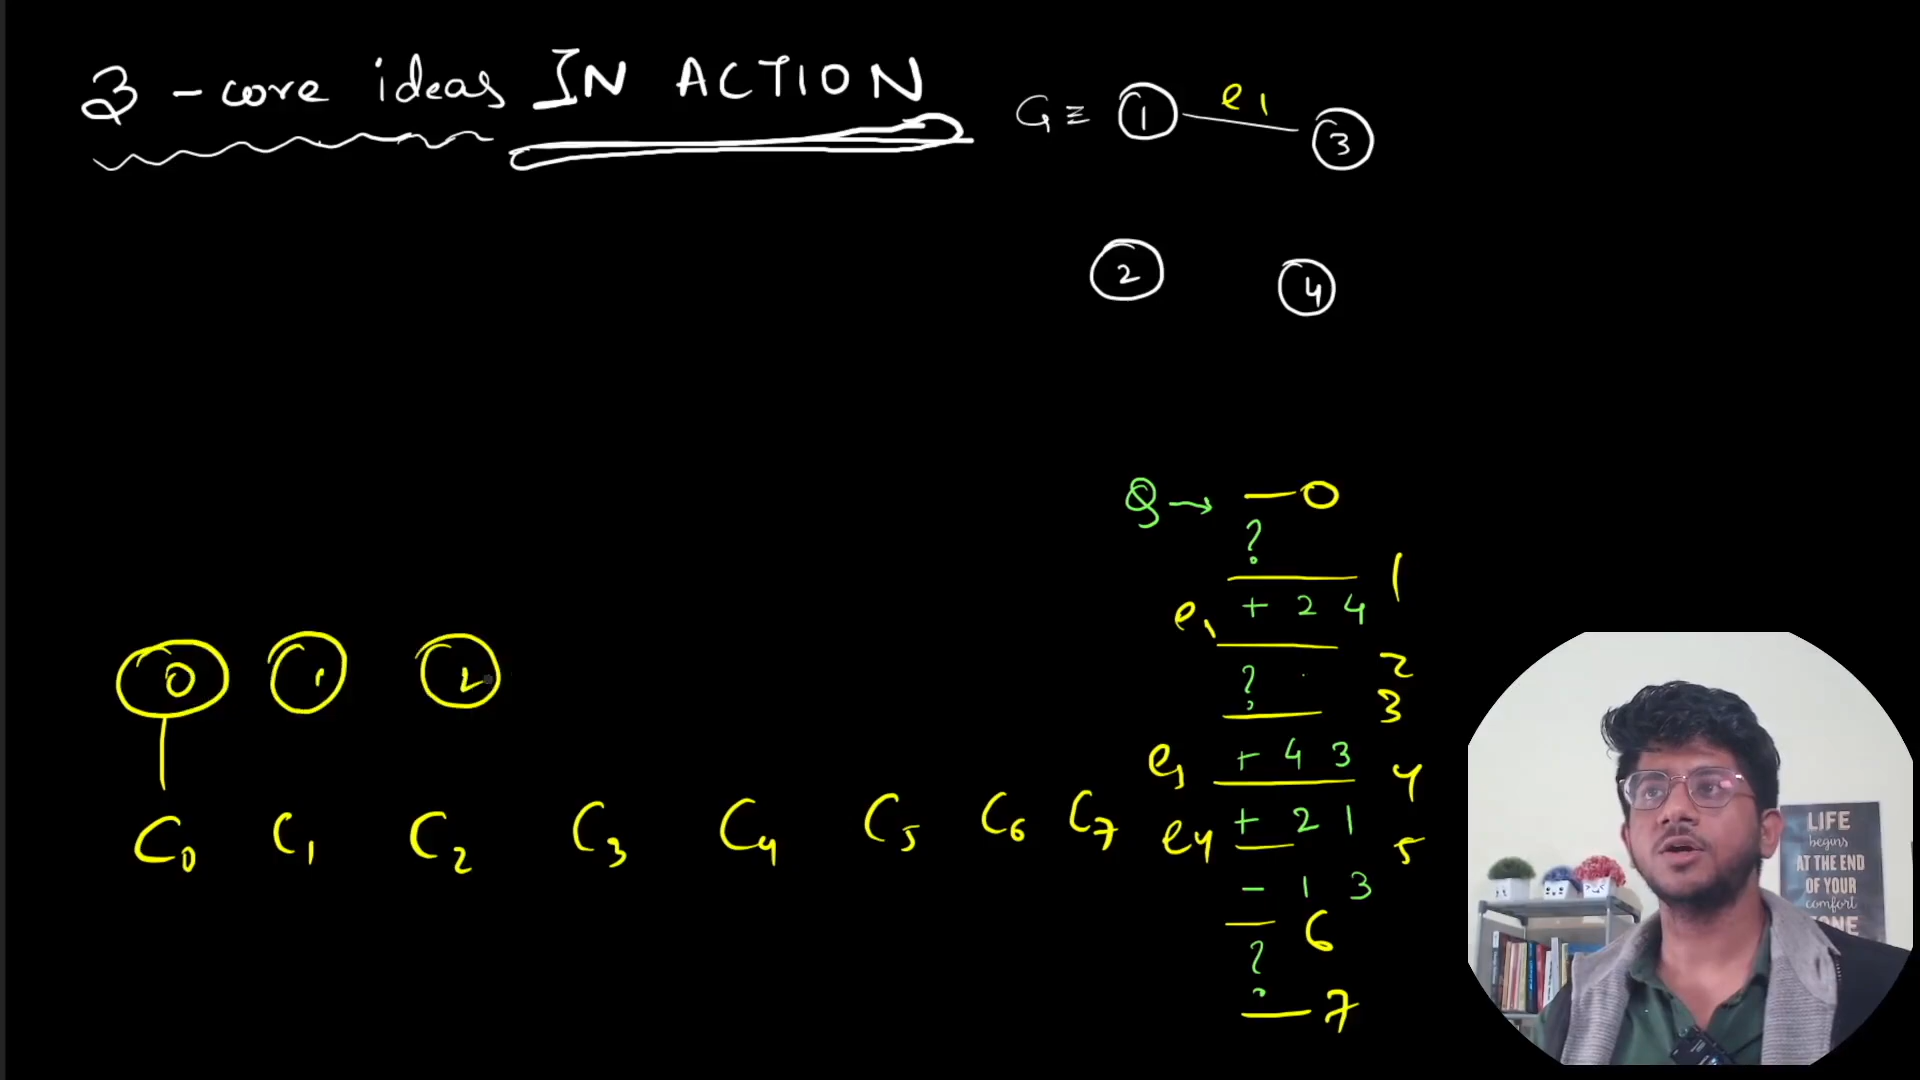 3 - core ideas IN ACTION
G ≡ 1 e1 3
2 4
Q → 0
?
1
e1 + 2 4
2
?
3
e3 + 4 3
4
e4 + 2 1
5
- 1 3
6
?
7
0 1 2
C0 C1 C2 C3 C4 C5 C6 C7
LIFE
begins
AT THE END
OF YOUR
comfort
ZONE